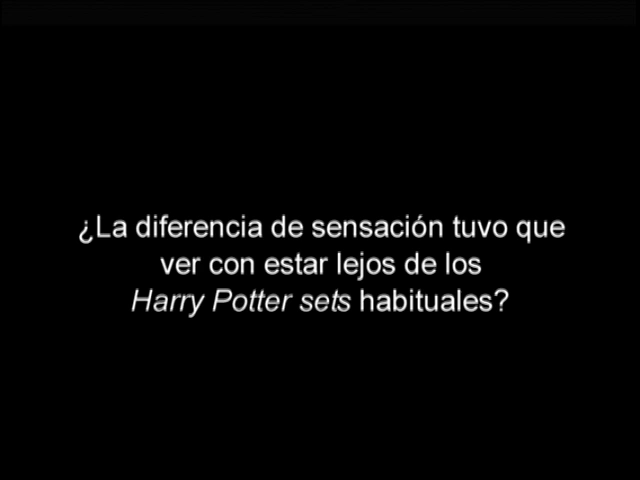 ¿La diferencia de sensación tuvo que
ver con estar lejos de los
Harry Potter sets habituales?